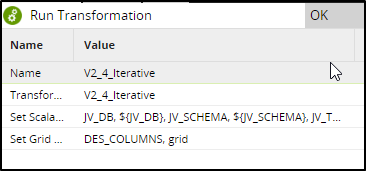 Run Transformation OK
Name Value
Name V2_4_Iterative
Transfor... V2_4_Iterative
Set Scala... JV_DB, ${JV_DB}, JV_SCHEMA, ${JV_SCHEMA}, JV_T...
Set Grid ... DES_COLUMNS, grid